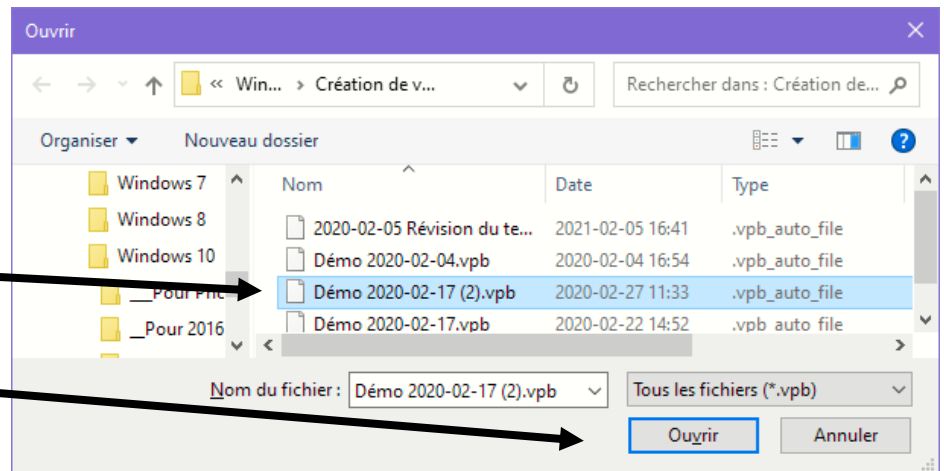 Ouvrir
« Win... › Création de v...
Rechercher dans : Création de...
Organiser Nouveau dossier
Nom Date Type
Windows 7
Windows 8
Windows 10
__Pour
__Pour 2016
2020-02-05 Révision du te... 2021-02-05 16:41 .vpb_auto_file
Démo 2020-02-04.vpb 2020-02-04 16:54 .vpb_auto_file
Démo 2020-02-17 (2).vpb 2020-02-27 11:33 .vpb_auto_file
Démo 2020-02-17.vpb 2020-02-22 14:52 .vpb_auto_file
Nom du fichier : Démo 2020-02-17 (2).vpb Tous les fichiers (*.vpb)
Ouvrir Annuler